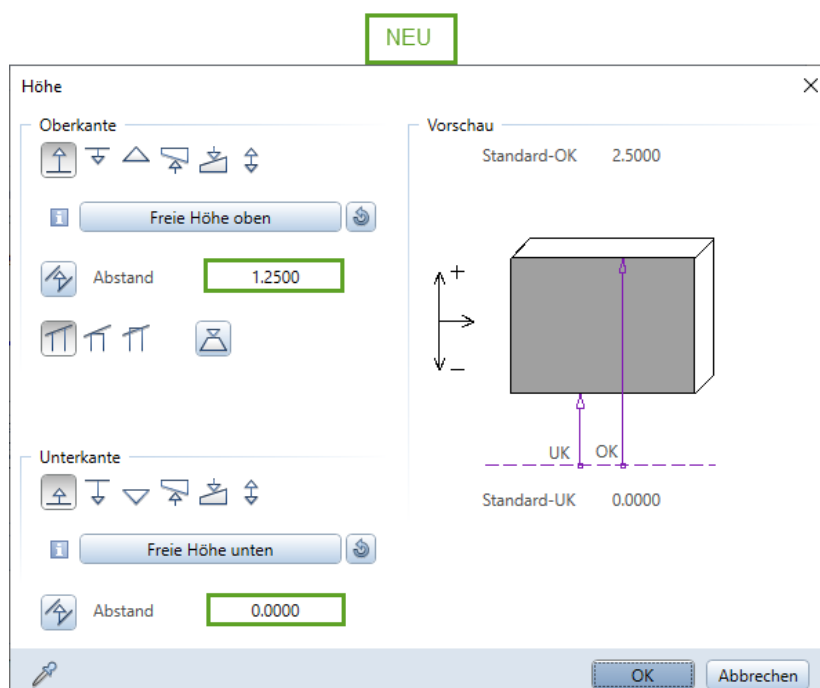 NEU
Höhe
Oberkante
Freie Höhe oben
Abstand 1.2500
Unterkante
Freie Höhe unten
Abstand 0.0000
Vorschau
Standard-OK 2.5000
+
−
UK OK
Standard-UK 0.0000
OK Abbrechen